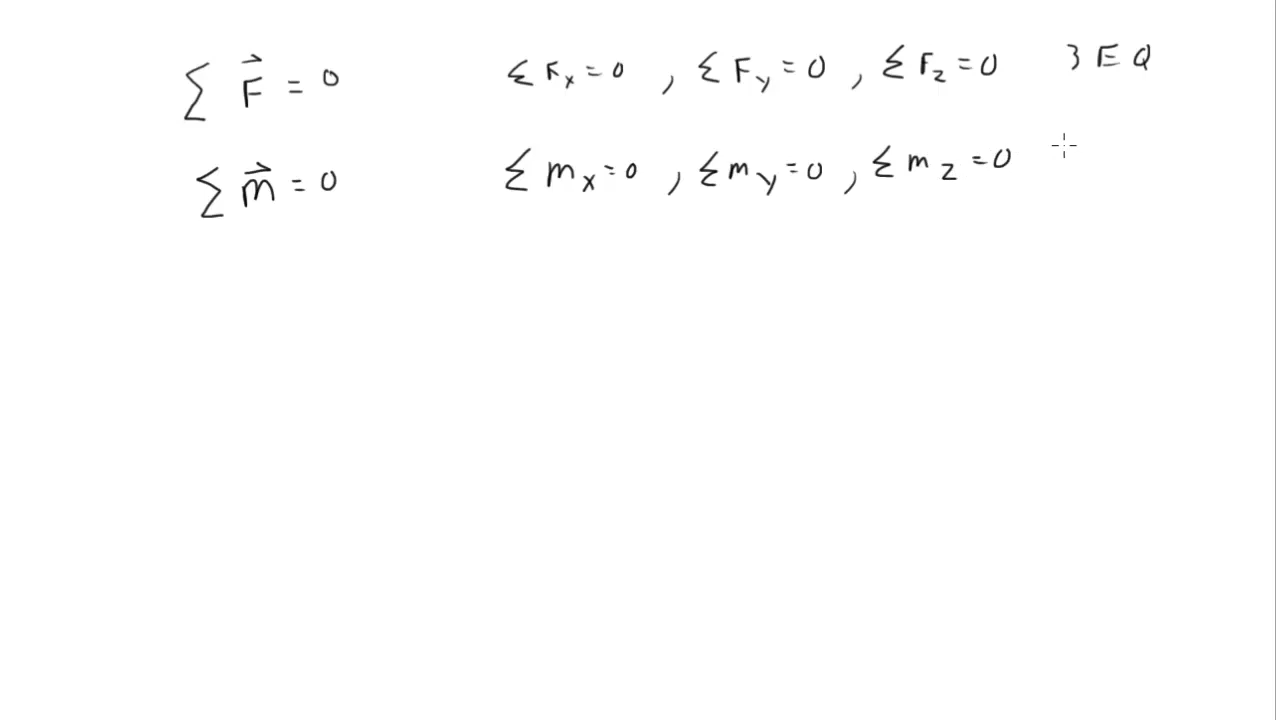 ∑ F⃗ = 0 ∑ Fx = 0 , ∑ Fy = 0 , ∑ Fz = 0 3 EQ
∑ m⃗ = 0 ∑ mx = 0 , ∑ my = 0 , ∑ mz = 0